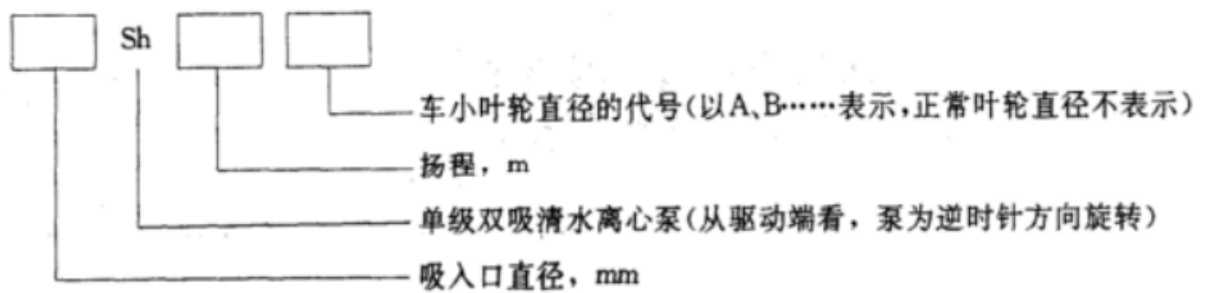 Sh
车小叶轮直径的代号(以A、B……表示,正常叶轮直径不表示)
扬程，m
单级双吸清水离心泵(从驱动端看，泵为逆时针方向旋转)
吸入口直径，mm